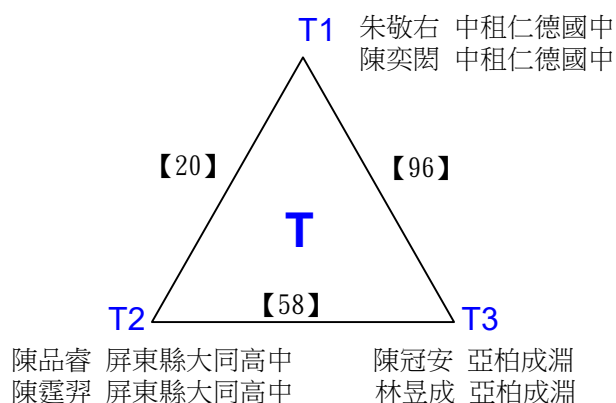 T1 朱敬右 中租仁德國中
陳奕閎 中租仁德國中
【20】 【96】
T
【58】
T2 T3
陳品睿 屏東縣大同高中 陳冠安 亞柏成淵
陳霆羿 屏東縣大同高中 林昱成 亞柏成淵